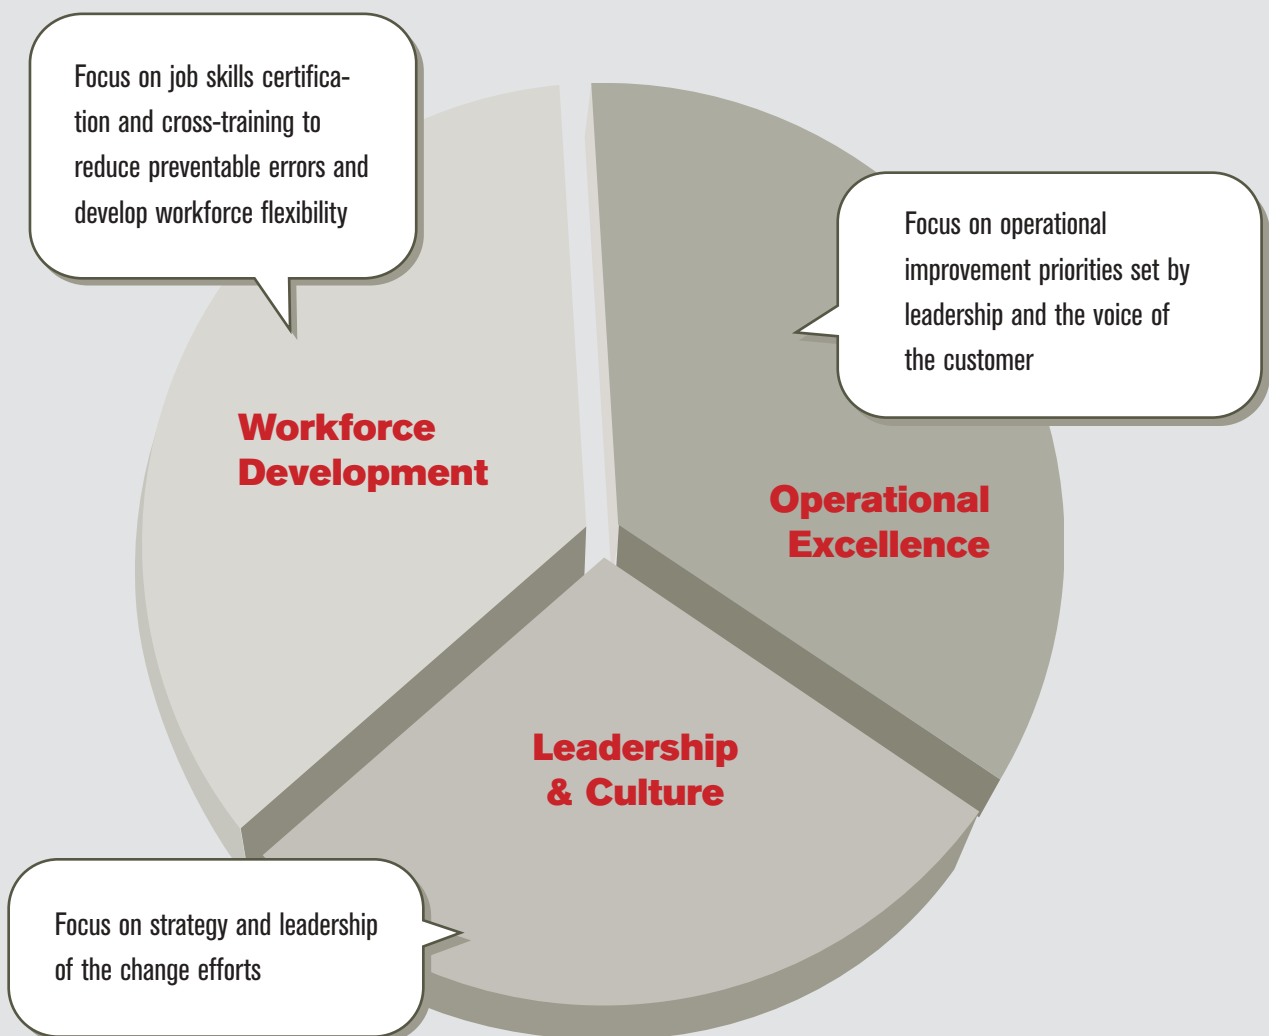 Focus on job skills certifica-
tion and cross-training to
reduce preventable errors and
develop workforce flexibility
Focus on operational
improvement priorities set by
leadership and the voice of
the customer
Workforce
Development
Operational
Excellence
Leadership
& Culture
Focus on strategy and leadership
of the change efforts